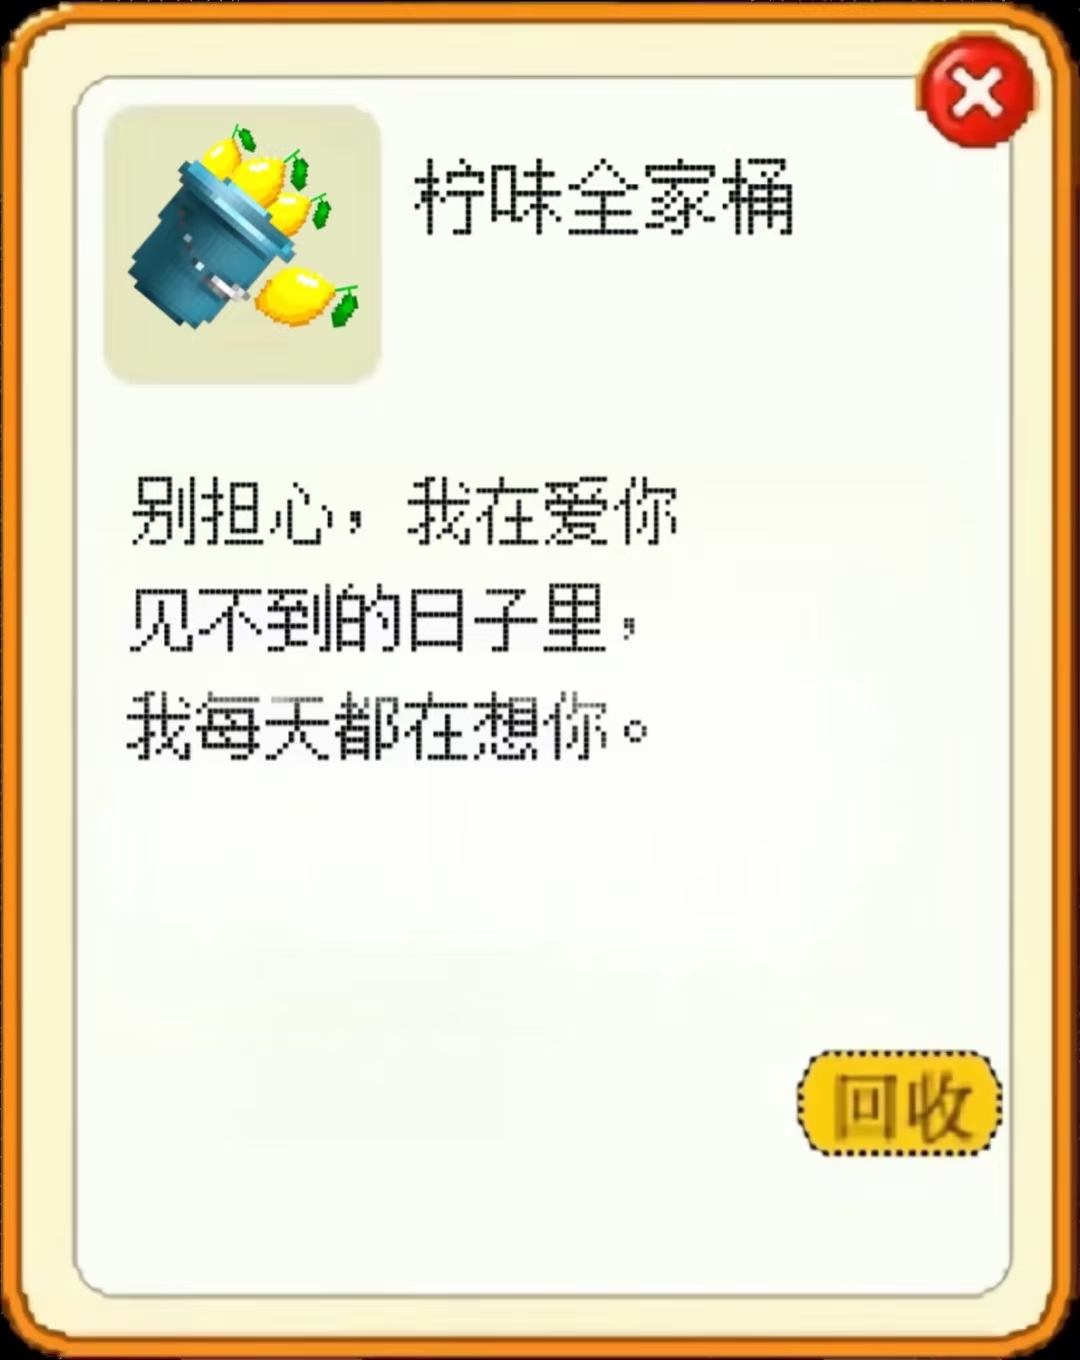 柠味全家桶
别担心，我在爱你
见不到的日子里，
我每天都在想你。
回收